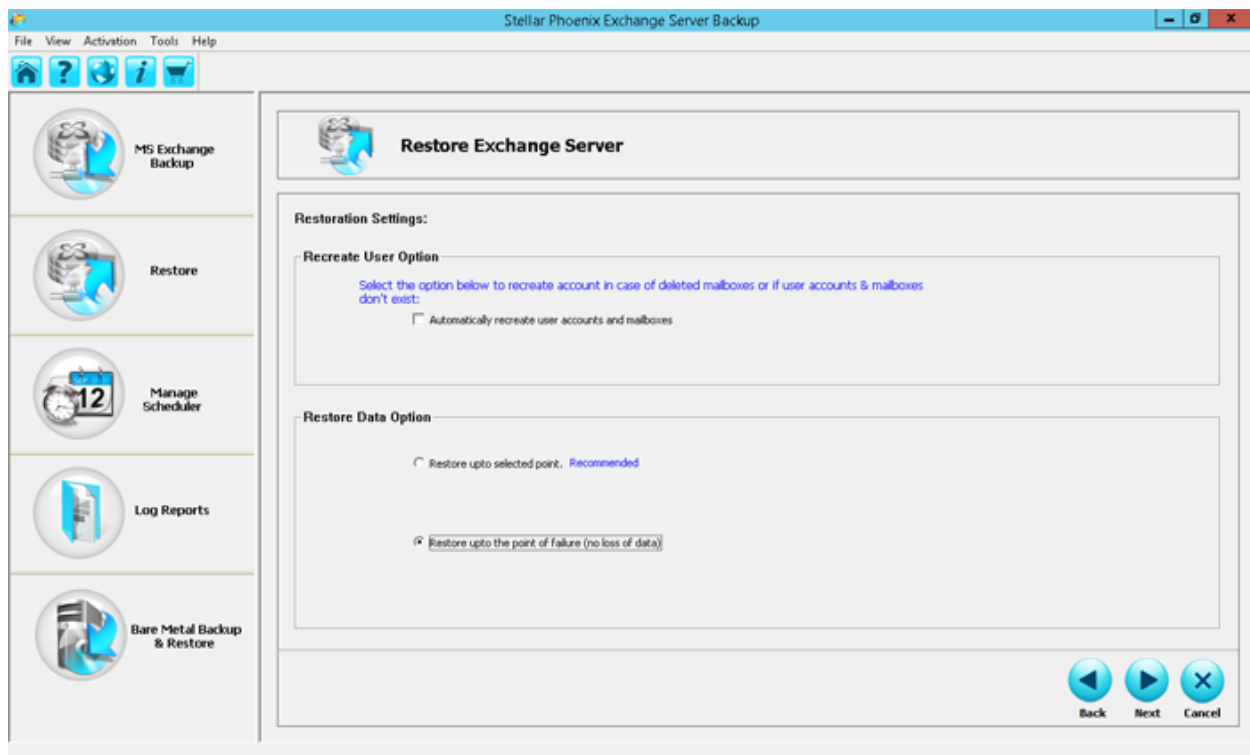 Stellar Phoenix Exchange Server Backup
File View Activation Tools Help
MS Exchange
Backup
Restore
12
Manage
Scheduler
Log Reports
Bare Metal Backup
& Restore
Restore Exchange Server
Restoration Settings:
Recreate User Option
Select the option below to recreate account in case of deleted mailboxes or if user accounts & mailboxes
don't exist:
Automatically recreate user accounts and mailboxes
Restore Data Option
Restore upto selected point. Recommended
Restore upto the point of failure (no loss of data)
Back Next Cancel